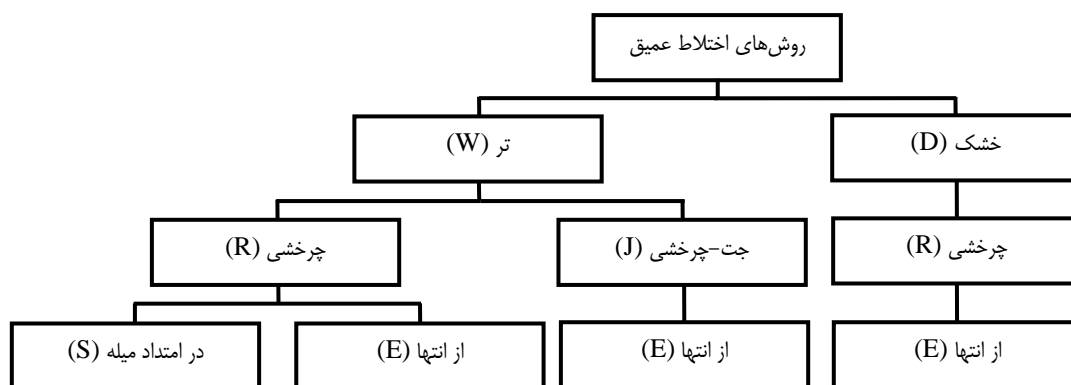 روش‌های اختلاط عمیق
خشک (D)
تر (W)
چرخشی (R)
جت-چرخشی (J)
چرخشی (R)
از انتها (E)
از انتها (E)
از انتها (E)
در امتداد میله (S)